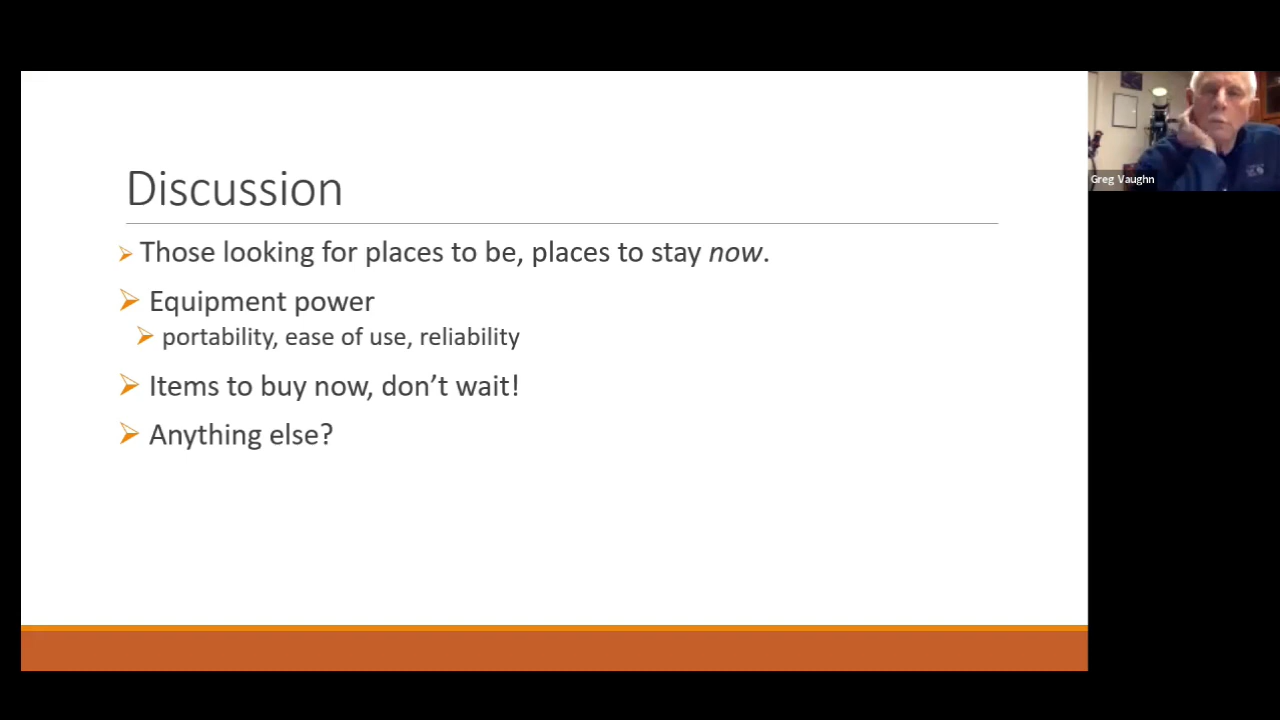 Discussion
Those looking for places to be, places to stay now.
Equipment power
portability, ease of use, reliability
Items to buy now, don’t wait!
Anything else?
Greg Vaughn